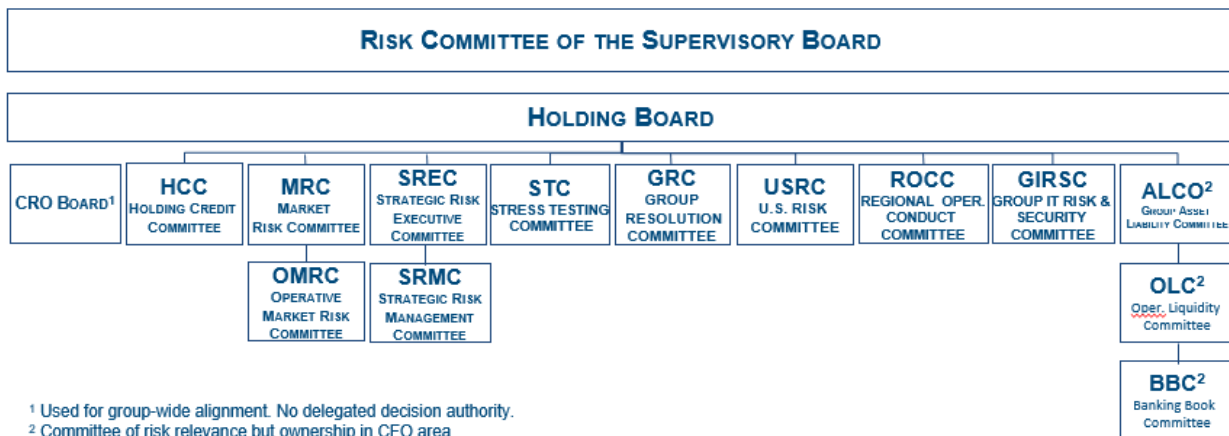 RISK COMMITTEE OF THE SUPERVISORY BOARD
HOLDING BOARD
CRO BOARD¹
HCC
HOLDING CREDIT
COMMITTEE
MRC
MARKET
RISK COMMITTEE
SREC
STRATEGIC RISK
EXECUTIVE
COMMITTEE
STC
STRESS TESTING
COMMITTEE
GRC
GROUP
RESOLUTION
COMMITTEE
USRC
U.S. RISK
COMMITTEE
ROCC
REGIONAL OPER.
CONDUCT
COMMITTEE
GIRSC
GROUP IT RISK &
SECURITY
COMMITTEE
ALCO²
GROUP ASSET
LIABILITY COMMITTEE
OMRC
OPERATIVE
MARKET RISK
COMMITTEE
SRMC
STRATEGIC RISK
MANAGEMENT
COMMITTEE
OLC²
Oper. Liquidity
Committee
BBC²
Banking Book
Committee
¹ Used for group-wide alignment. No delegated decision authority.
² Committee of risk relevance but ownership in CFO area